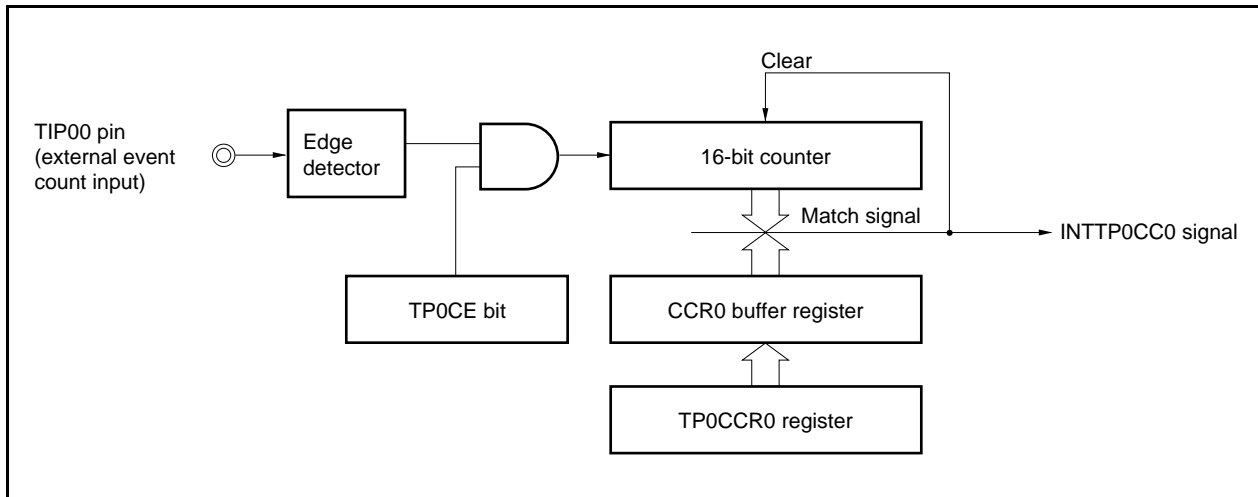 Clear
TIP00 pin
(external event
count input)
Edge
detector
16-bit counter
Match signal
INTTP0CC0 signal
TP0CE bit
CCR0 buffer register
TP0CCR0 register